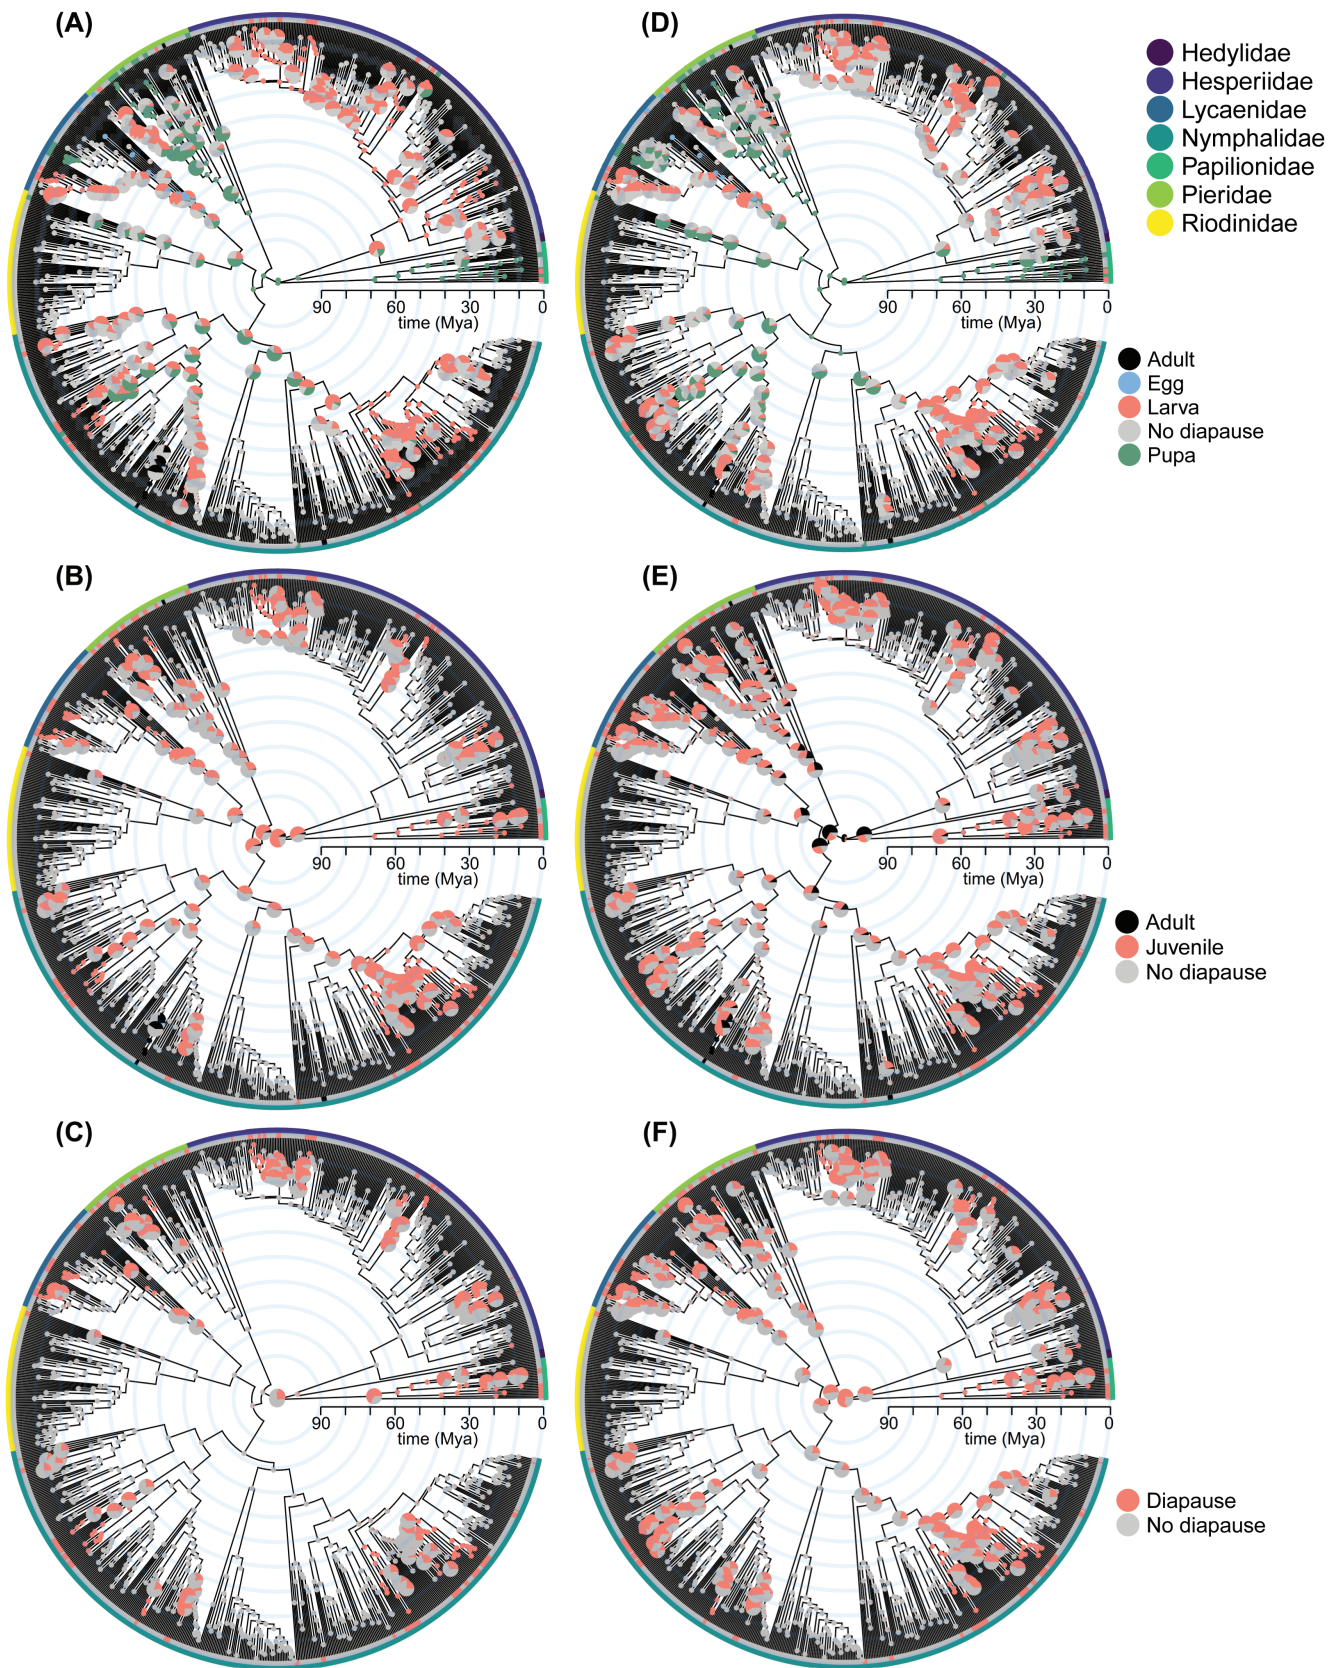 (A)
(D)
Hedylidae
Hesperiidae
Lycaenidae
Nymphalidae
Papilionidae
Pieridae
Riodinidae
90 60 30 0
time (Mya)
90 60 30 0
time (Mya)
Adult
Egg
Larva
No diapause
Pupa
(B)
(E)
90 60 30 0
time (Mya)
90 60 30 0
time (Mya)
Adult
Juvenile
No diapause
(C)
(F)
90 60 30 0
time (Mya)
90 60 30 0
time (Mya)
Diapause
No diapause